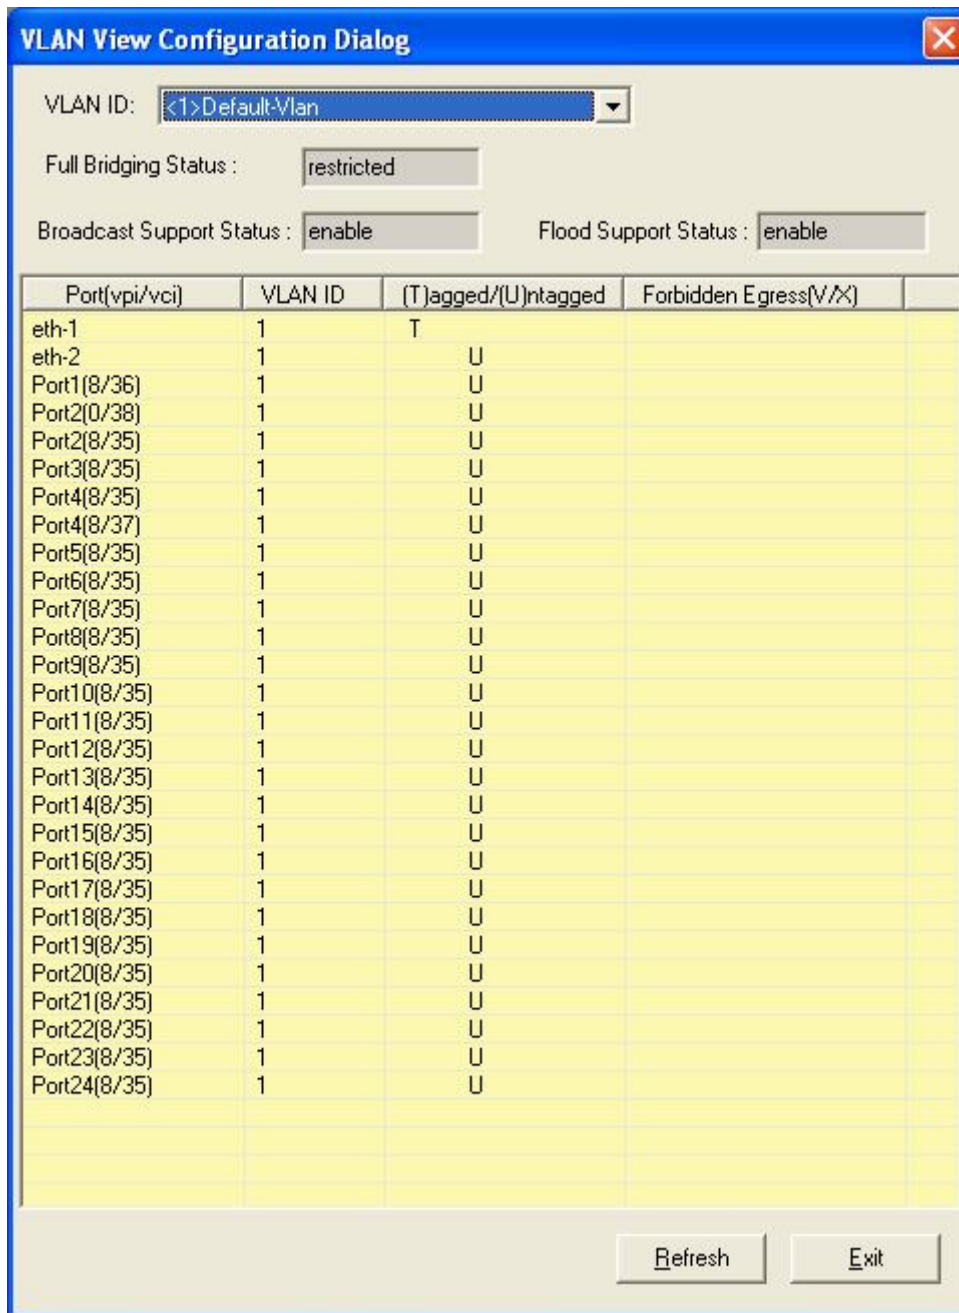 VLAN View Configuration Dialog
VLAN ID: <1>Default-Vlan
Full Bridging Status : restricted
Broadcast Support Status : enable Flood Support Status : enable
Port(vpi/vci) VLAN ID (T)agged/(U)ntagged Forbidden Egress(V/X)
eth-1 1 T
eth-2 1 U
Port1(8/36) 1 U
Port2(0/38) 1 U
Port2(8/35) 1 U
Port3(8/35) 1 U
Port4(8/35) 1 U
Port4(8/37) 1 U
Port5(8/35) 1 U
Port6(8/35) 1 U
Port7(8/35) 1 U
Port8(8/35) 1 U
Port9(8/35) 1 U
Port10(8/35) 1 U
Port11(8/35) 1 U
Port12(8/35) 1 U
Port13(8/35) 1 U
Port14(8/35) 1 U
Port15(8/35) 1 U
Port16(8/35) 1 U
Port17(8/35) 1 U
Port18(8/35) 1 U
Port19(8/35) 1 U
Port20(8/35) 1 U
Port21(8/35) 1 U
Port22(8/35) 1 U
Port23(8/35) 1 U
Port24(8/35) 1 U
Refresh Exit